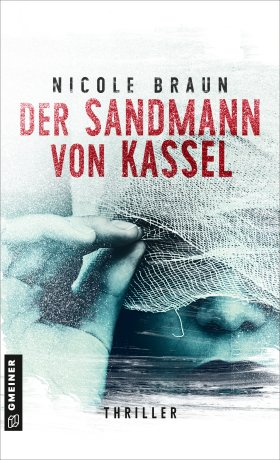 NICOLE BRAUN
DER SANDMANN
VON KASSEL
THRILLER
GMEINER